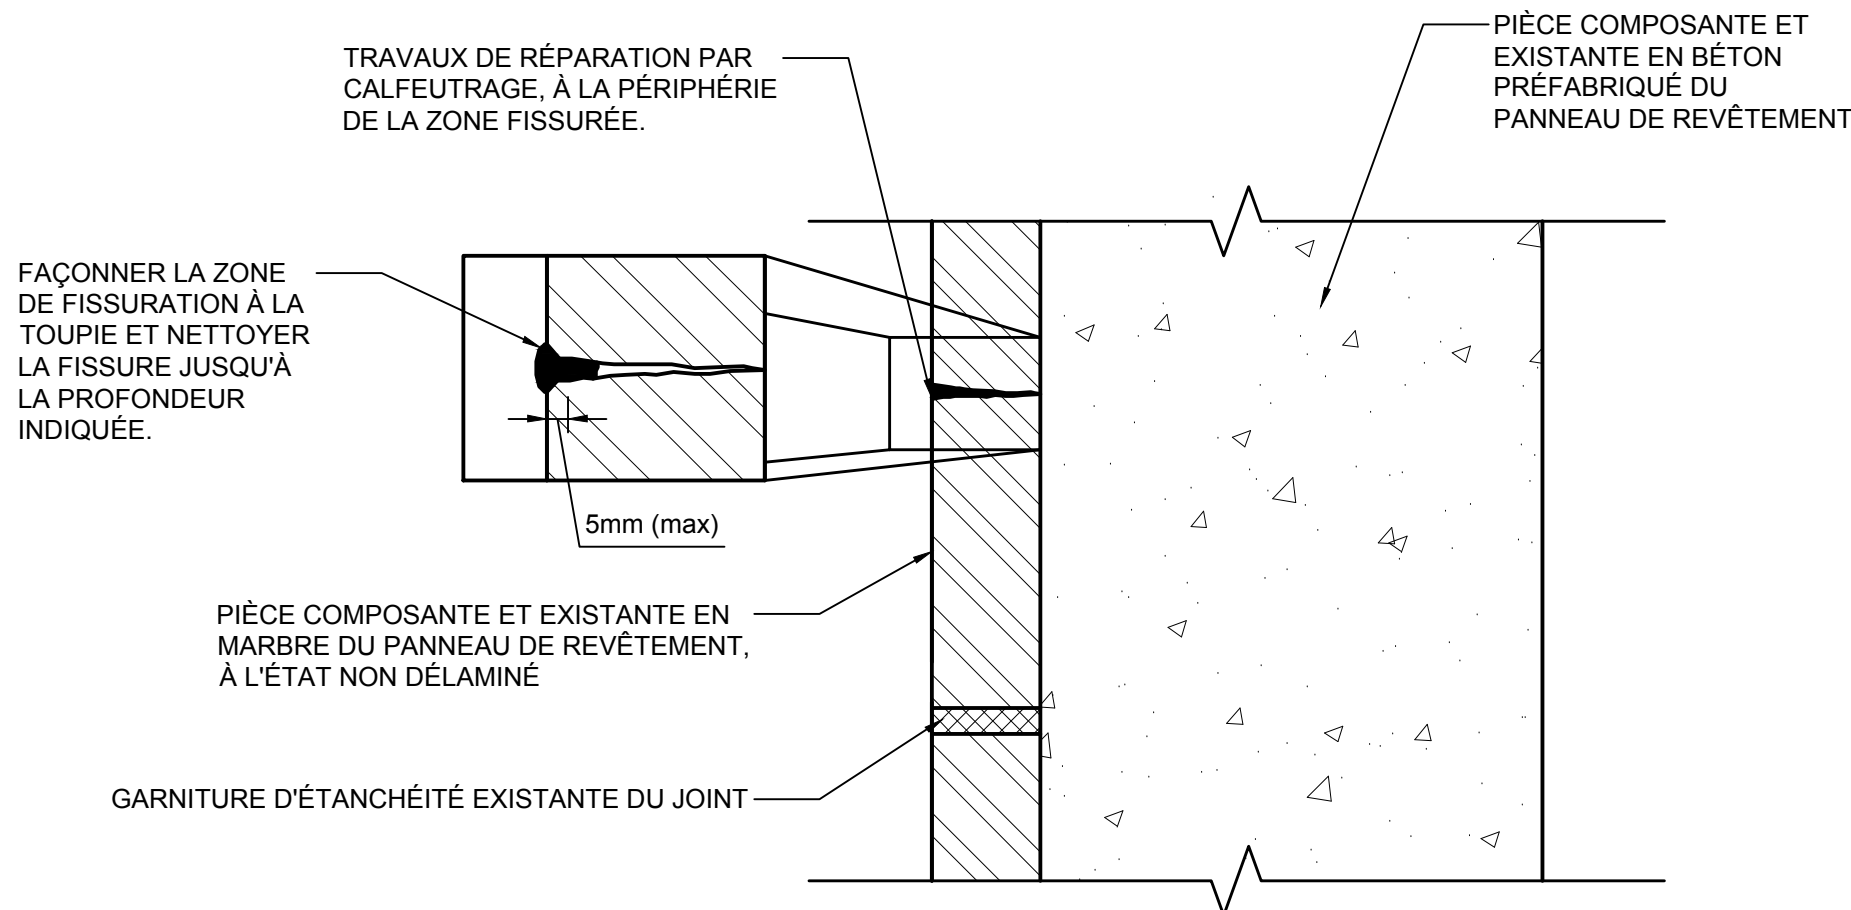 PIÈCE COMPOSANTE ET
EXISTANTE EN BÉTON
PRÉFABRIQUÉ DU
PANNEAU DE REVÊTEMENT
TRAVAUX DE RÉPARATION PAR
CALFEUTRAGE, À LA PÉRIPHÉRIE
DE LA ZONE FISSURÉE.
FAÇONNER LA ZONE
DE FISSURATION À LA
TOUPIE ET NETTOYER
LA FISSURE JUSQU'À
LA PROFONDEUR
INDIQUÉE.
5mm (max)
PIÈCE COMPOSANTE ET EXISTANTE EN
MARBRE DU PANNEAU DE REVÊTEMENT,
À L'ÉTAT NON DÉLAMINÉ
GARNITURE D'ÉTANCHÉITÉ EXISTANTE DU JOINT